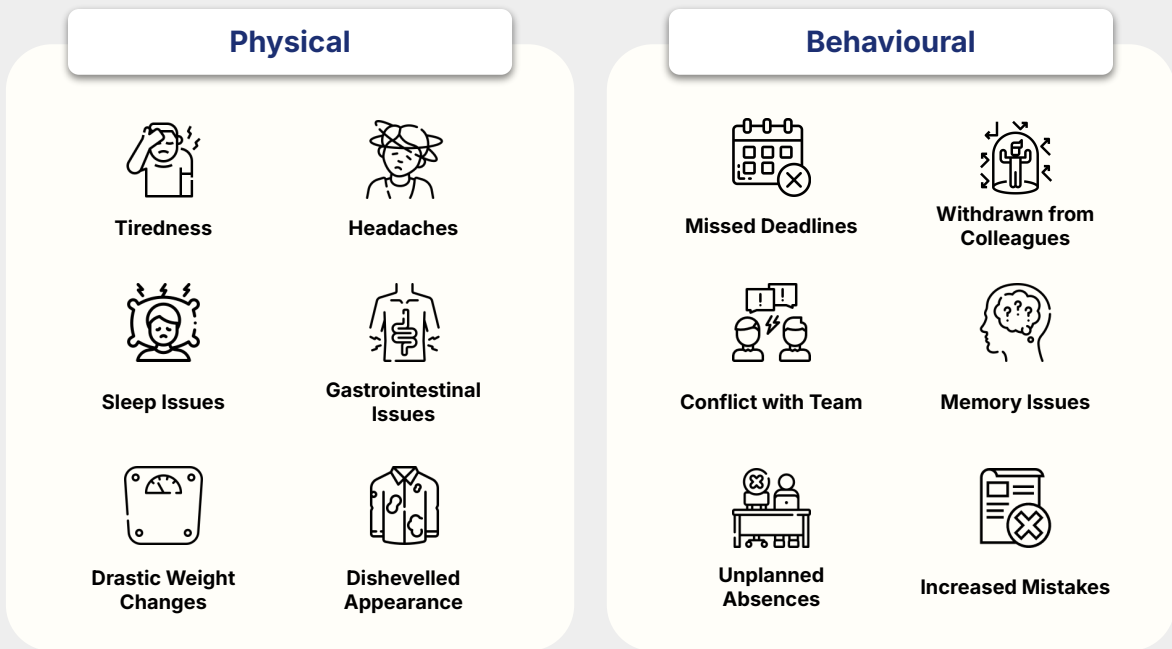 Physical
Tiredness
Headaches
Sleep Issues
Gastrointestinal
Issues
Drastic Weight
Changes
Dishevelled
Appearance
Behavioural
Missed Deadlines
Withdrawn from
Colleagues
Conflict with Team
Memory Issues
Unplanned
Absences
Increased Mistakes